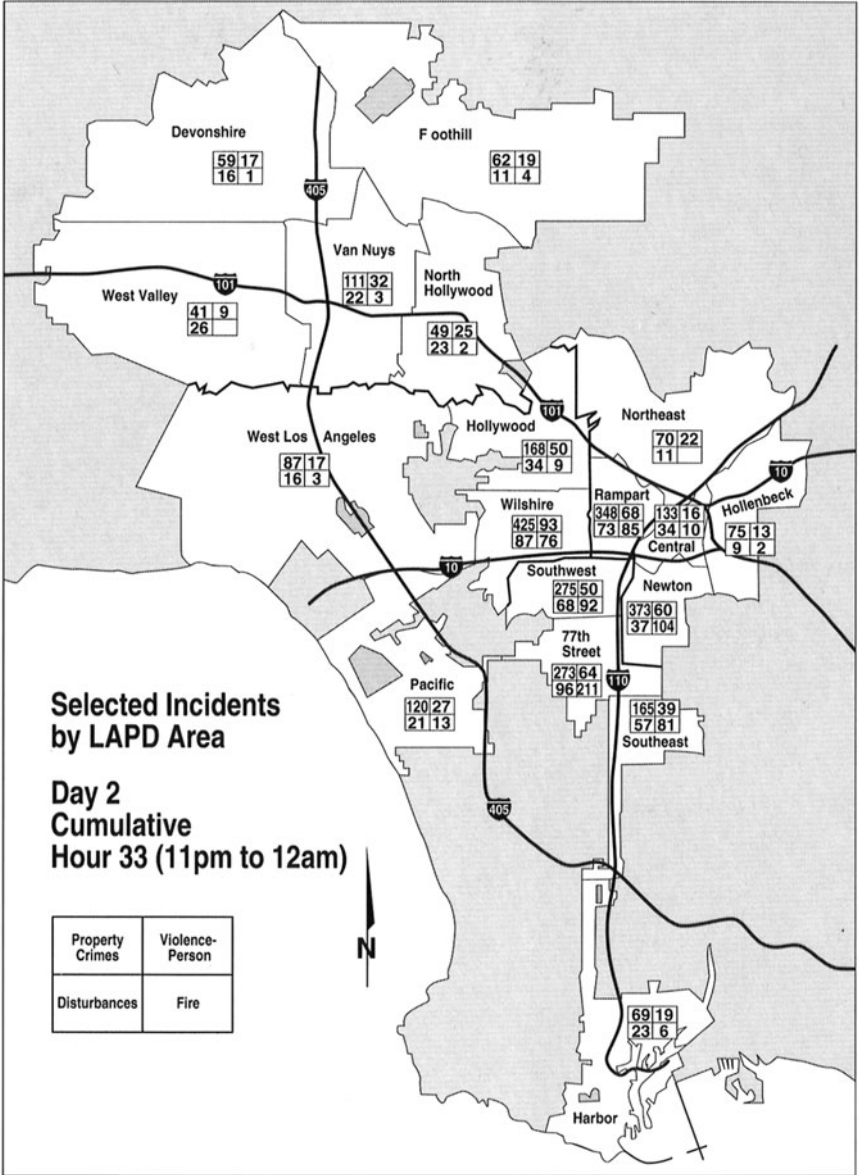 Devonshire
59 17
16 1
F oothill
62 19
11 4
405
Van Nuys
111 32
22 3
North
Hollywood
49 25
23 2
West Valley
101
41 9
26
West Los Angeles
87 17
16 3
Hollywood
101
168 50
34 9
Northeast
70 22
11
10
Wilshire
425 93
87 76
Rampart
348 68
73 85
133 16
34 10
Central
Hollenbeck
75 13
9 2
10
Southwest
275 50
68 92
Newton
373 60
37 104
77th
Street
273 64
96 211
110
Pacific
120 27
21 13
165 39
57 81
Southeast
405
Selected Incidents
by LAPD Area
Day 2
Cumulative
Hour 33 (11pm to 12am)
Property
Crimes
Violence-
Person
Disturbances
Fire
N
69 19
23 6
Harbor